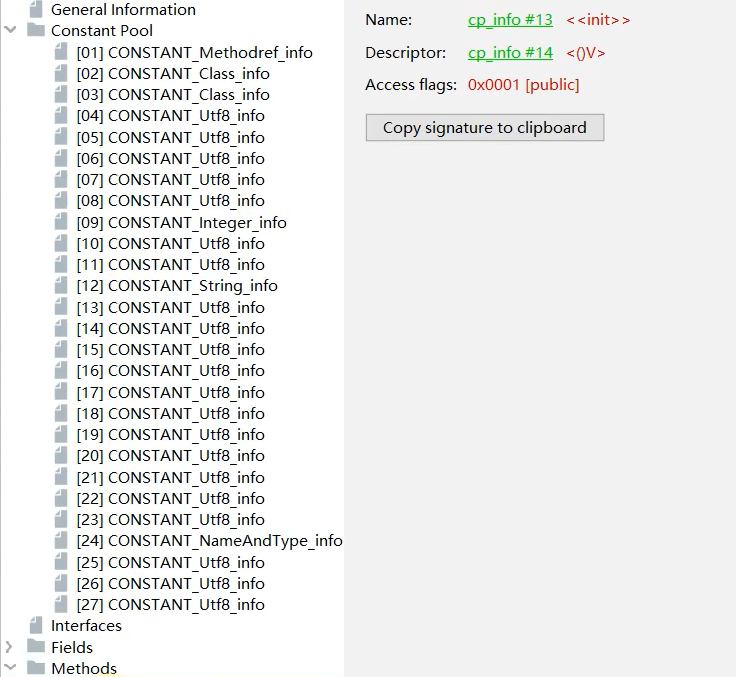 General Information
Constant Pool
[01] CONSTANT_Methodref_info
[02] CONSTANT_Class_info
[03] CONSTANT_Class_info
[04] CONSTANT_Utf8_info
[05] CONSTANT_Utf8_info
[06] CONSTANT_Utf8_info
[07] CONSTANT_Utf8_info
[08] CONSTANT_Utf8_info
[09] CONSTANT_Integer_info
[10] CONSTANT_Utf8_info
[11] CONSTANT_Utf8_info
[12] CONSTANT_String_info
[13] CONSTANT_Utf8_info
[14] CONSTANT_Utf8_info
[15] CONSTANT_Utf8_info
[16] CONSTANT_Utf8_info
[17] CONSTANT_Utf8_info
[18] CONSTANT_Utf8_info
[19] CONSTANT_Utf8_info
[20] CONSTANT_Utf8_info
[21] CONSTANT_Utf8_info
[22] CONSTANT_Utf8_info
[23] CONSTANT_Utf8_info
[24] CONSTANT_NameAndType_info
[25] CONSTANT_Utf8_info
[26] CONSTANT_Utf8_info
[27] CONSTANT_Utf8_info
Interfaces
Fields
Methods
Name: cp_info #13 <<init>>
Descriptor: cp_info #14 <()V>
Access flags: 0x0001 [public]
Copy signature to clipboard